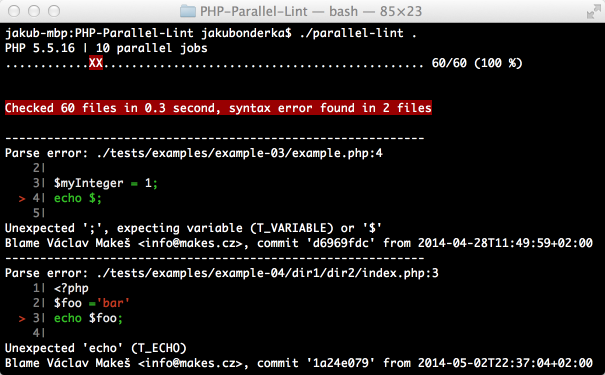 PHP-Parallel-Lint — bash — 85×23
jakub-mbp:PHP-Parallel-Lint jakubonderka$ ./parallel-lint .
PHP 5.5.16 | 10 parallel jobs
............XX.............................................. 60/60 (100 %)
Checked 60 files in 0.3 second, syntax error found in 2 files
------------------------------------------------------------
Parse error: ./tests/examples/example-03/example.php:4
2|
3| $myInteger = 1;
> 4| echo $;
5|
Unexpected ';', expecting variable (T_VARIABLE) or '$'
Blame Václav Makeš <info@makes.cz>, commit 'd6969fdc' from 2014-04-28T11:49:59+02:00
------------------------------------------------------------
Parse error: ./tests/examples/example-04/dir1/dir2/index.php:3
1| <?php
2| $foo ='bar'
> 3| echo $foo;
4|
Unexpected 'echo' (T_ECHO)
Blame Václav Makeš <info@makes.cz>, commit '1a24e079' from 2014-05-02T22:37:04+02:00